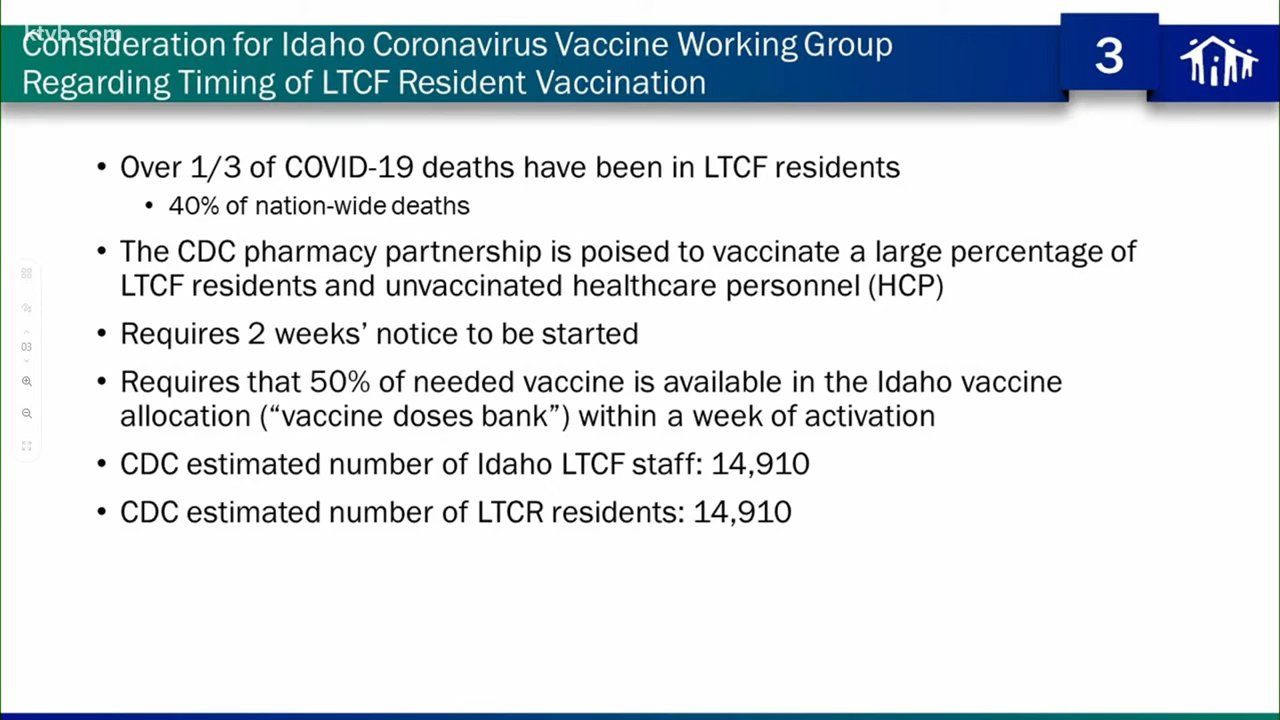 ktvb.com
Consideration for Idaho Coronavirus Vaccine Working Group
Regarding Timing of LTCF Resident Vaccination
3
• Over 1/3 of COVID-19 deaths have been in LTCF residents
• 40% of nation-wide deaths
• The CDC pharmacy partnership is poised to vaccinate a large percentage of
LTCF residents and unvaccinated healthcare personnel (HCP)
• Requires 2 weeks’ notice to be started
• Requires that 50% of needed vaccine is available in the Idaho vaccine
allocation (“vaccine doses bank”) within a week of activation
• CDC estimated number of Idaho LTCF staff: 14,910
• CDC estimated number of LTCR residents: 14,910
03